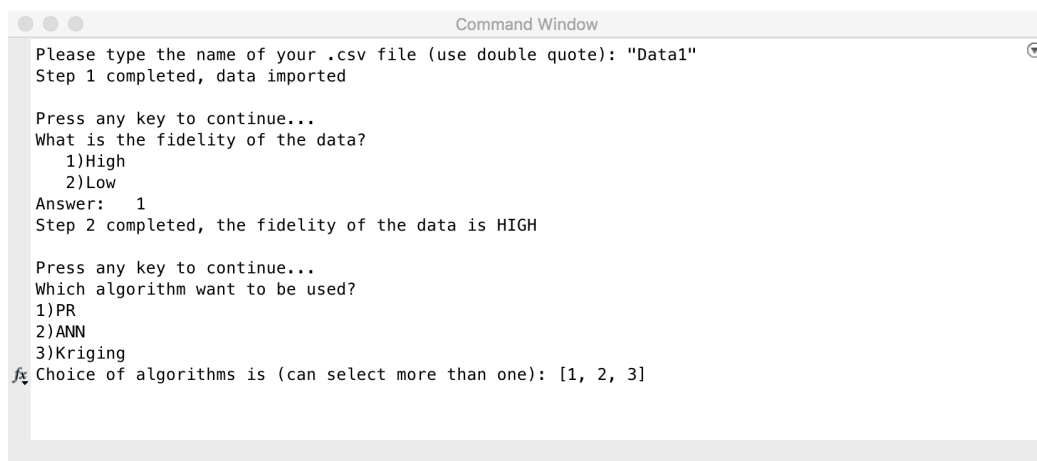 Command Window
Please type the name of your .csv file (use double quote): "Data1"
Step 1 completed, data imported
Press any key to continue...
What is the fidelity of the data?
1)High
2)Low
Answer: 1
Step 2 completed, the fidelity of the data is HIGH
Press any key to continue...
Which algorithm want to be used?
1)PR
2)ANN
3)Kriging
fx Choice of algorithms is (can select more than one): [1, 2, 3]